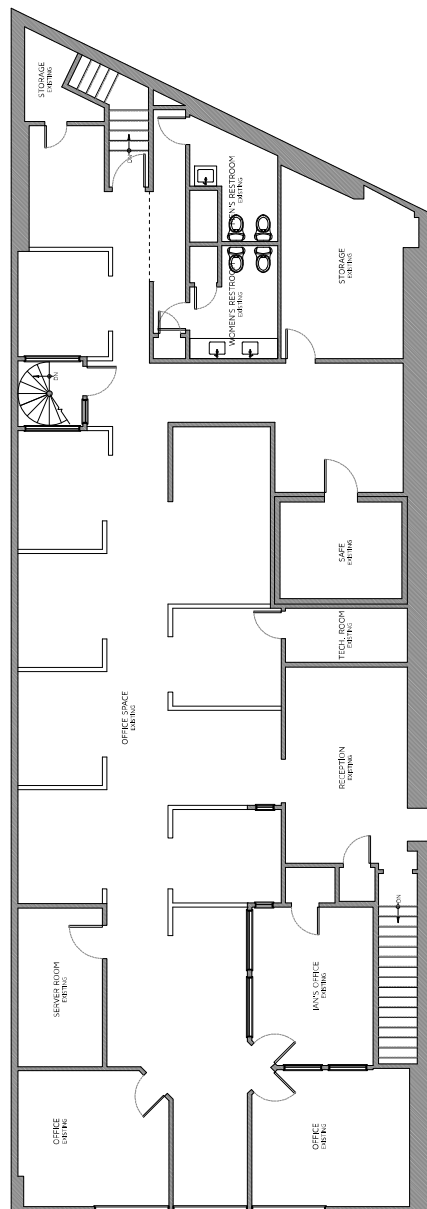 STORAGE
EXISTING
DN
MEN'S RESTROOM
EXISTING
WOMEN'S RESTROOM
EXISTING
STORAGE
EXISTING
DN
SAFE
EXISTING
TECH. ROOM
EXISTING
OFFICE SPACE
EXISTING
RECEPTION
EXISTING
DN
SERVER ROOM
EXISTING
IAN'S OFFICE
EXISTING
OFFICE
EXISTING
OFFICE
EXISTING